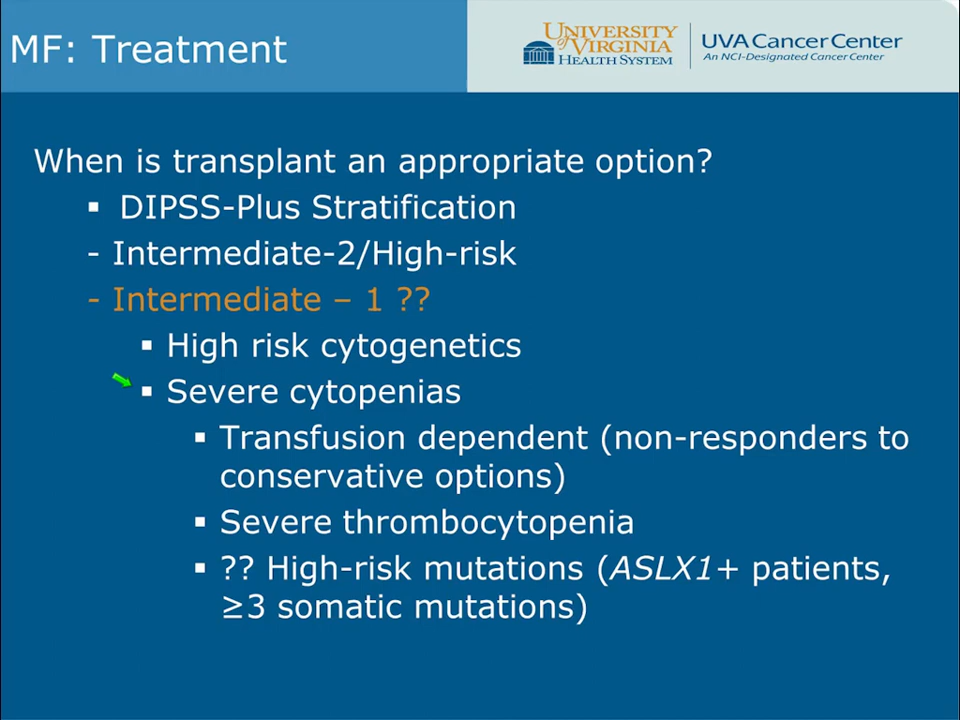 MF: Treatment
UNIVERSITY
OF VIRGINIA
HEALTH SYSTEM
UVA Cancer Center
An NCI-Designated Cancer Center
When is transplant an appropriate option?
▪ DIPSS-Plus Stratification
- Intermediate-2/High-risk
- Intermediate – 1 ??
▪ High risk cytogenetics
▪ Severe cytopenias
▪ Transfusion dependent (non-responders to
conservative options)
▪ Severe thrombocytopenia
▪ ?? High-risk mutations (ASLX1+ patients,
≥3 somatic mutations)